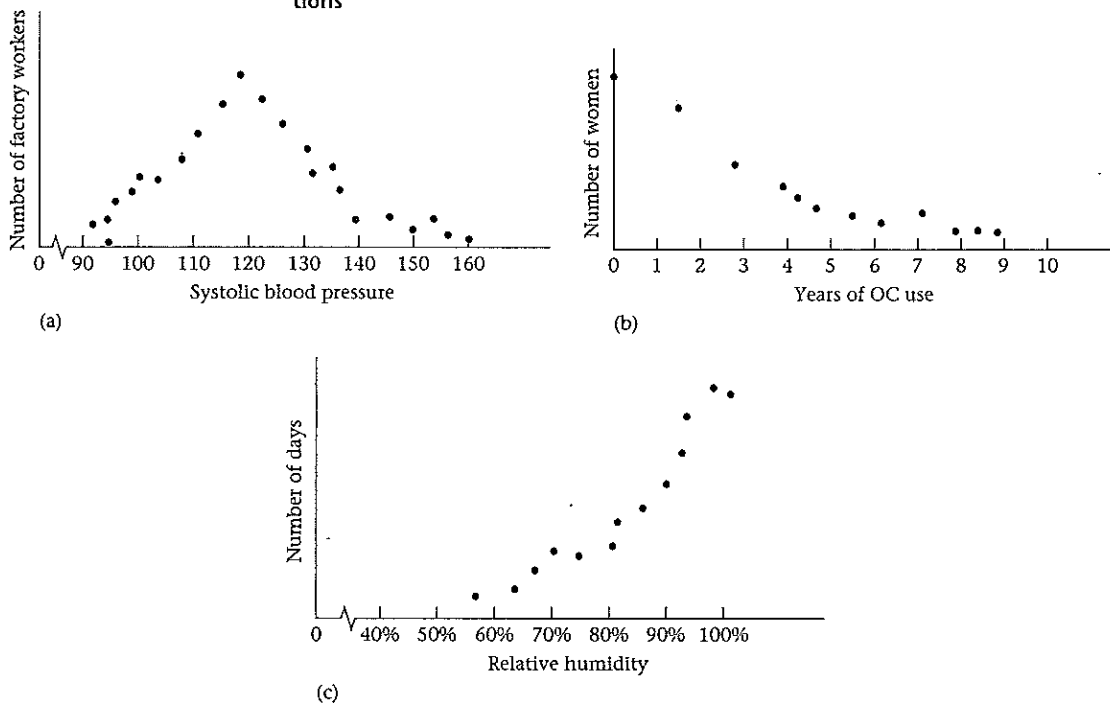 tions
Number of factory workers
0 90 100 110 120 130 140 150 160
Systolic blood pressure
(a)
Number of women
0 1 2 3 4 5 6 7 8 9 10
Years of OC use
(b)
Number of days
0 40% 50% 60% 70% 80% 90% 100%
Relative humidity
(c)